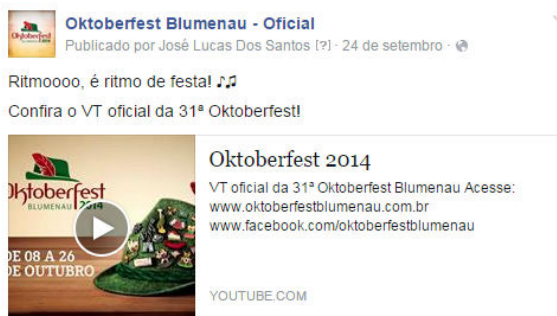 Oktoberfest Blumenau - Oficial
Publicado por José Lucas Dos Santos [?] · 24 de setembro ·
Ritmoooo, é ritmo de festa! ♪♫
Confira o VT oficial da 31ª Oktoberfest!
Oktoberfest
BLUMENAU 2014
DE 08 A 26
DE OUTUBRO
Oktoberfest 2014
VT oficial da 31ª Oktoberfest Blumenau Acesse:
www.oktoberfestblumenau.com.br
www.facebook.com/oktoberfestblumenau
YOUTUBE.COM